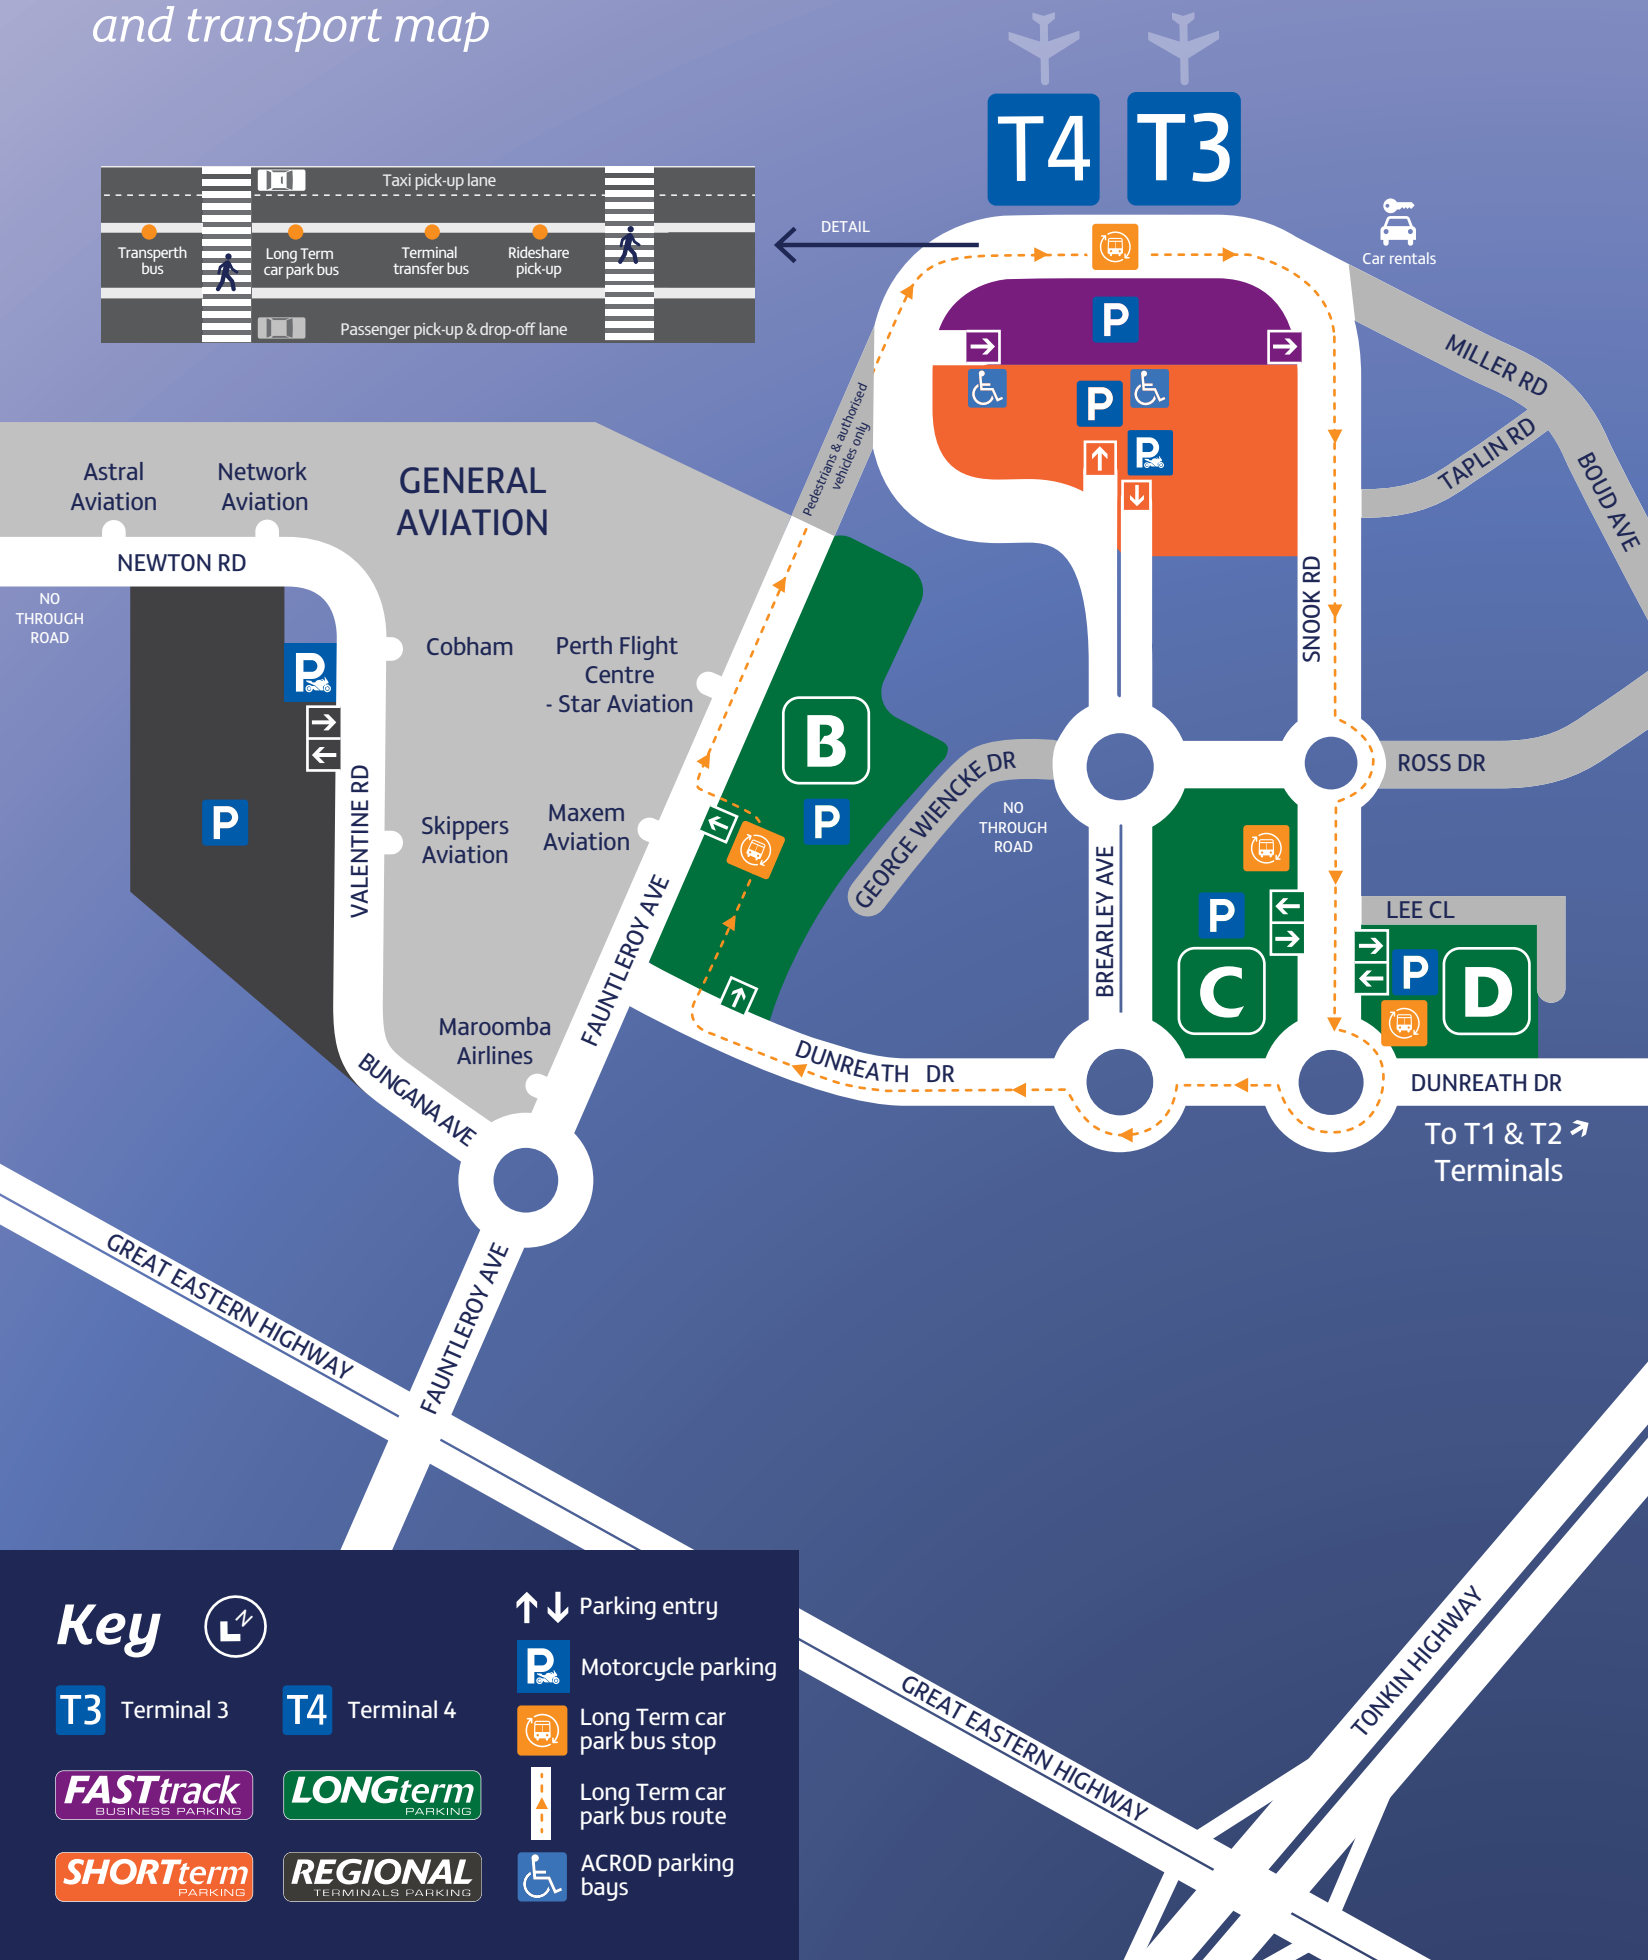 and transport map
T4
T3
Taxi pick-up lane
Transperth
bus
Long Term
car park bus
Terminal
transfer bus
Rideshare
pick-up
Passenger pick-up & drop-off lane
DETAIL
Car rentals
P
MILLER RD
TAPLIN RD
BOUD AVE
Pedestrians & authorised
vehicles only
P
P
Astral
Aviation
Network
Aviation
GENERAL
AVIATION
NEWTON RD
NO
THROUGH
ROAD
P
P
Cobham
Perth Flight
Centre
- Star Aviation
VALENTINE RD
Skippers
Aviation
Maxem
Aviation
B
P
SNOOK RD
ROSS DR
GEORGE WIENCKE DR
NO
THROUGH
ROAD
BREARLEY AVE
P
C
LEE CL
P
D
FAUNTLEROY AVE
Maroomba
Airlines
BUNGANA AVE
DUNREATH DR
DUNREATH DR
To T1 & T2
Terminals
GREAT EASTERN HIGHWAY
FAUNTLEROY AVE
GREAT EASTERN HIGHWAY
TONKIN HIGHWAY
Key
N
T3 Terminal 3
T4 Terminal 4
FASTtrack
BUSINESS PARKING
LONGterm
PARKING
SHORTterm
PARKING
REGIONAL
TERMINALS PARKING
Parking entry
P
Motorcycle parking
Long Term car
park bus stop
Long Term car
park bus route
ACROD parking
bays